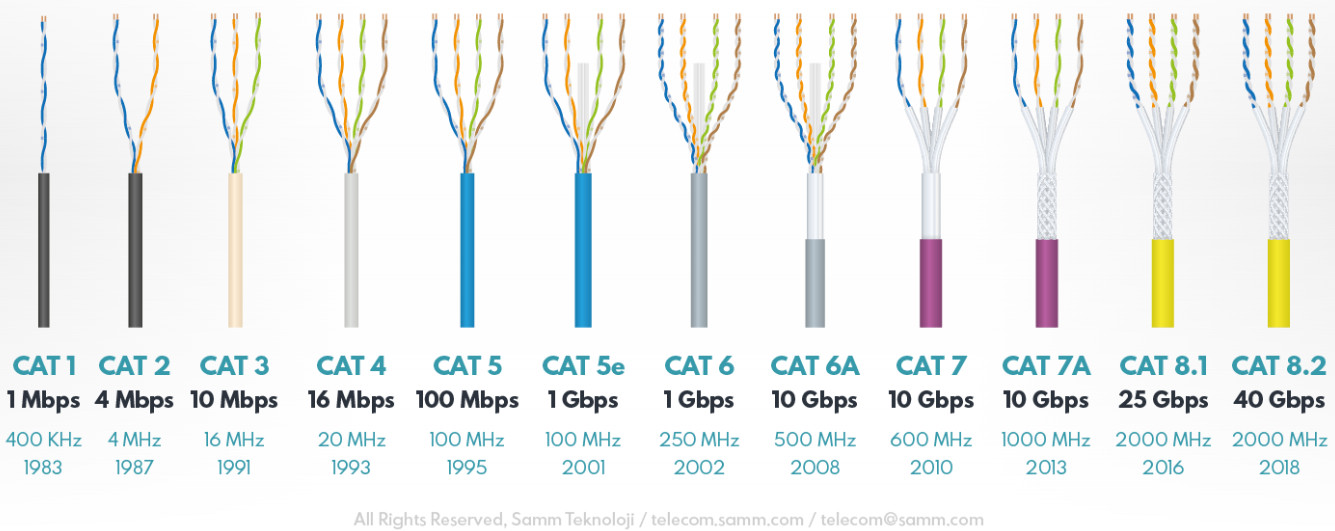 CAT 1 CAT 2 CAT 3 CAT 4 CAT 5 CAT 5e CAT 6 CAT 6A CAT 7 CAT 7A CAT 8.1 CAT 8.2
1 Mbps 4 Mbps 10 Mbps 16 Mbps 100 Mbps 1 Gbps 1 Gbps 10 Gbps 10 Gbps 10 Gbps 25 Gbps 40 Gbps
400 KHz 4 MHz 16 MHz 20 MHz 100 MHz 100 MHz 250 MHz 500 MHz 600 MHz 1000 MHz 2000 MHz 2000 MHz
1983 1987 1991 1993 1995 2001 2002 2008 2010 2013 2016 2018
All Rights Reserved, Samm Teknoloji / telecom.samm.com / telecom@samm.com